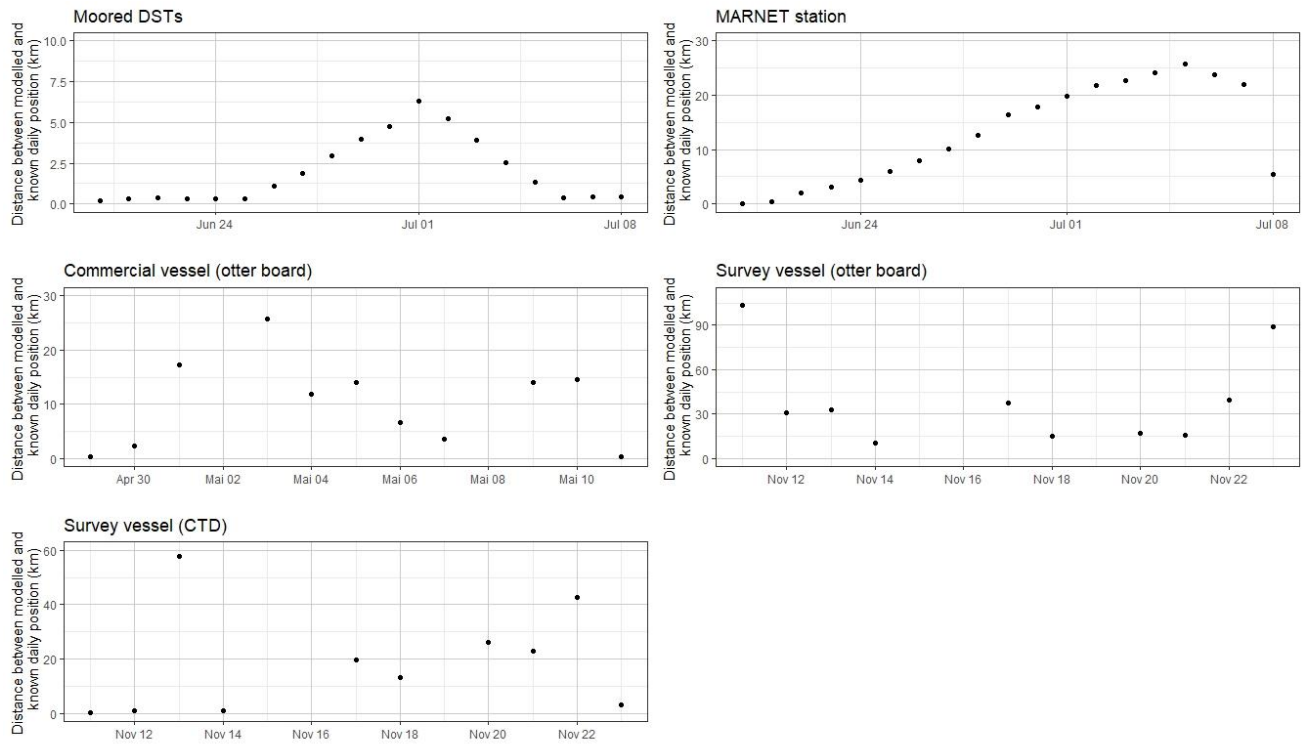 Moored DSTs
Distance between modelled and
known daily position (km)
10.0
7.5
5.0
2.5
0.0
Jun 24
Jul 01
Jul 08
MARNET station
Distance between modelled and
known daily position (km)
30
20
10
0
Jun 24
Jul 01
Jul 08
Commercial vessel (otter board)
Distance between modelled and
known daily position (km)
30
20
10
0
Apr 30
Mai 02
Mai 04
Mai 06
Mai 08
Mai 10
Survey vessel (otter board)
Distance between modelled and
known daily position (km)
90
60
30
0
Nov 12
Nov 14
Nov 16
Nov 18
Nov 20
Nov 22
Survey vessel (CTD)
Distance between modelled and
known daily position (km)
60
40
20
0
Nov 12
Nov 14
Nov 16
Nov 18
Nov 20
Nov 22